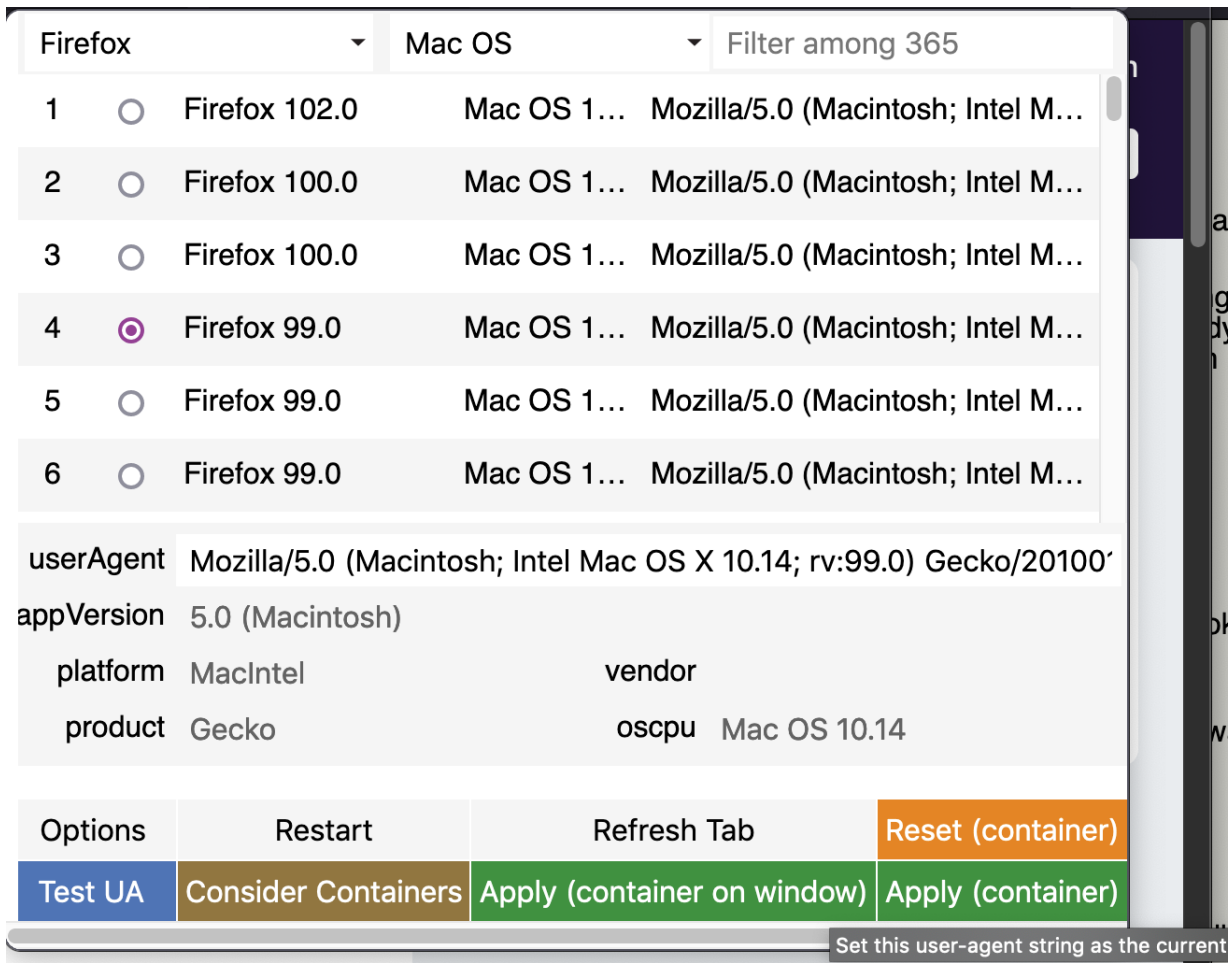 Firefox Mac OS Filter among 365
1 Firefox 102.0 Mac OS 1… Mozilla/5.0 (Macintosh; Intel M…
2 Firefox 100.0 Mac OS 1… Mozilla/5.0 (Macintosh; Intel M…
3 Firefox 100.0 Mac OS 1… Mozilla/5.0 (Macintosh; Intel M…
4 Firefox 99.0 Mac OS 1… Mozilla/5.0 (Macintosh; Intel M…
5 Firefox 99.0 Mac OS 1… Mozilla/5.0 (Macintosh; Intel M…
6 Firefox 99.0 Mac OS 1… Mozilla/5.0 (Macintosh; Intel M…
userAgent Mozilla/5.0 (Macintosh; Intel Mac OS X 10.14; rv:99.0) Gecko/20100
appVersion 5.0 (Macintosh)
platform MacIntel vendor
product Gecko oscpu Mac OS 10.14
Options Restart Refresh Tab Reset (container)
Test UA Consider Containers Apply (container on window) Apply (container)
Set this user-agent string as the current